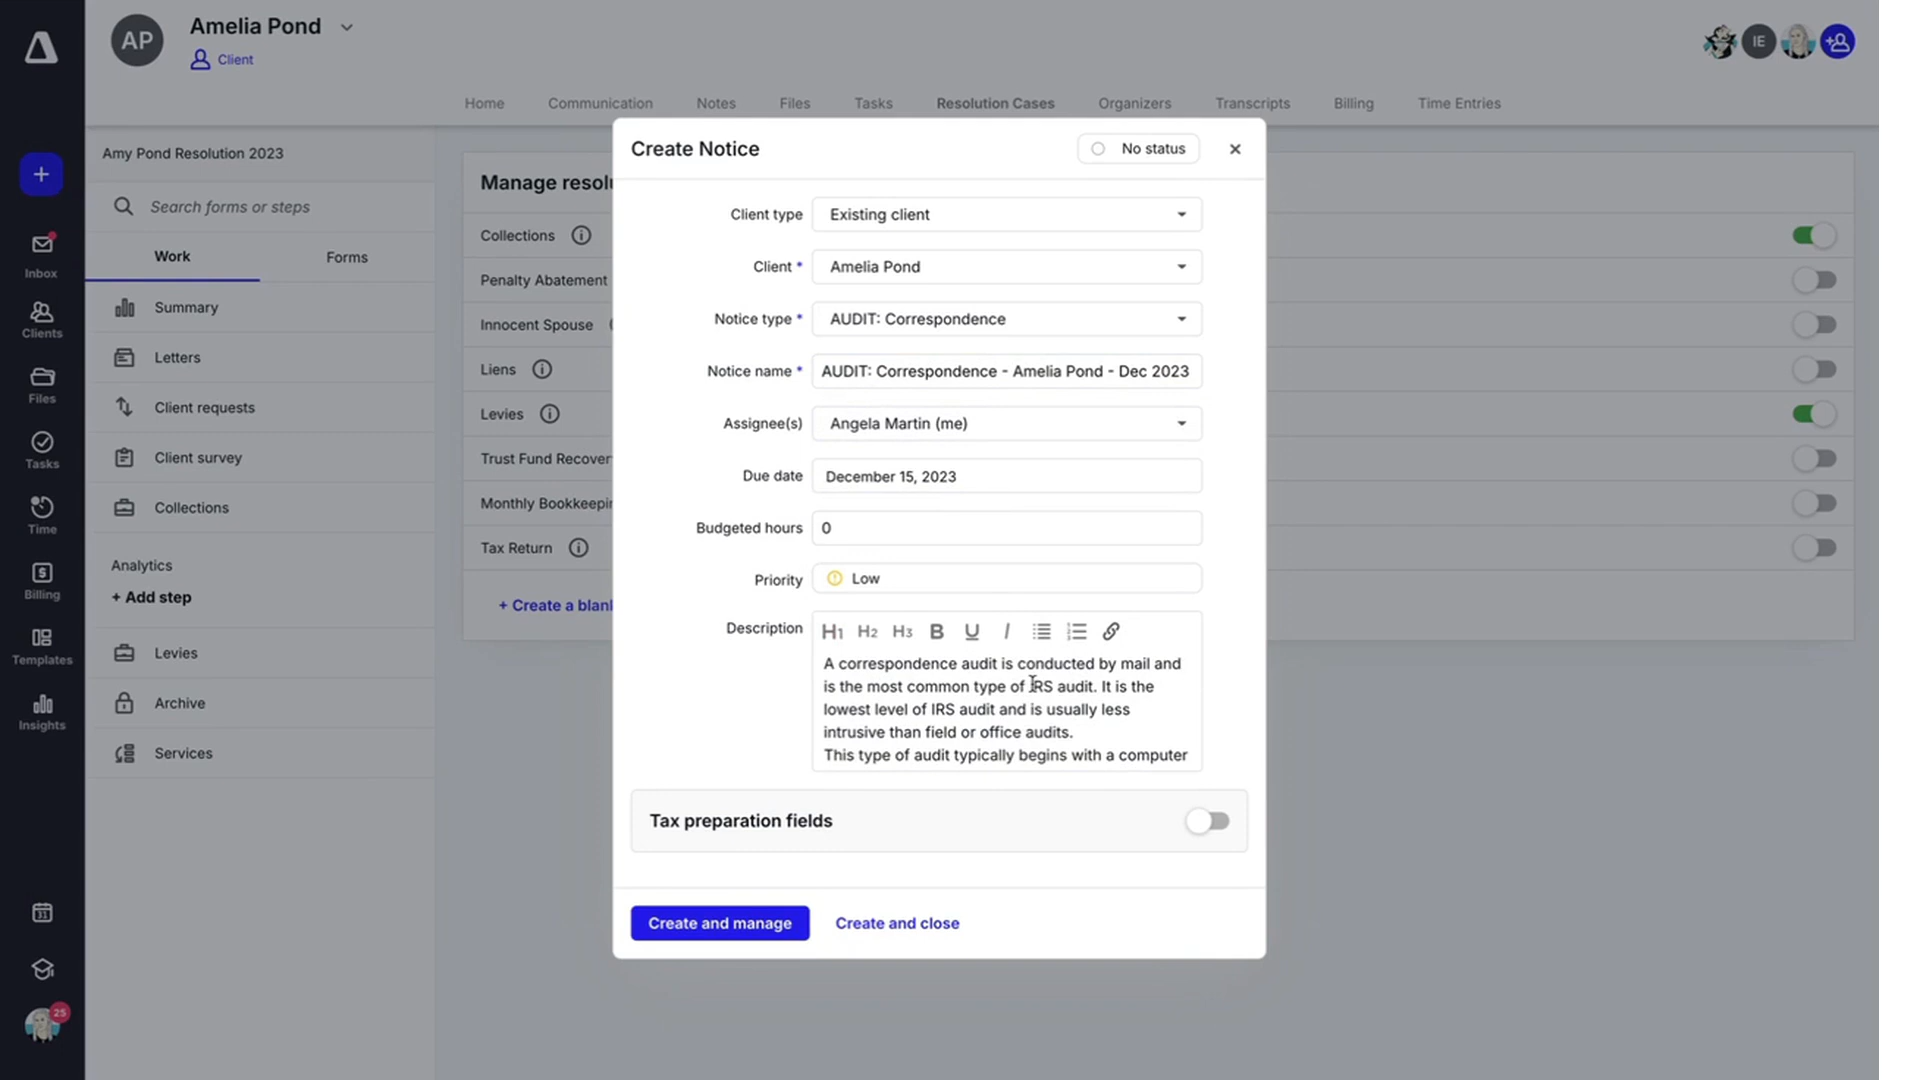 AP
Amelia Pond
Client
IE
Home
Communication
Notes
Files
Tasks
Resolution Cases
Organizers
Transcripts
Billing
Time Entries
Inbox
Clients
Files
Tasks
Time
Billing
Templates
Insights
31
25
Amy Pond Resolution 2023
Search forms or steps
Work
Forms
Summary
Letters
Client requests
Client survey
Collections
Analytics
+ Add step
Levies
Archive
Services
Manage resolu
Collections
Penalty Abatement
Innocent Spouse
Liens
Levies
Trust Fund Recover
Monthly Bookkeepin
Tax Return
+ Create a blank
Create Notice
No status
Client type
Existing client
Client *
Amelia Pond
Notice type *
AUDIT: Correspondence
Notice name *
AUDIT: Correspondence - Amelia Pond - Dec 2023
Assignee(s)
Angela Martin (me)
Due date
December 15, 2023
Budgeted hours
0
Priority
Low
Description
H1 H2 H3 B U I
A correspondence audit is conducted by mail and
is the most common type of IRS audit. It is the
lowest level of IRS audit and is usually less
intrusive than field or office audits.
This type of audit typically begins with a computer
Tax preparation fields
Create and manage
Create and close